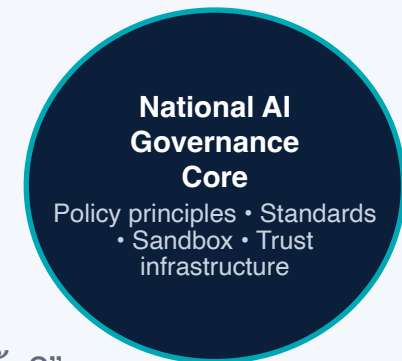 National AI
Governance
Core
Policy principles • Standards
• Sandbox • Trust
infrastructure